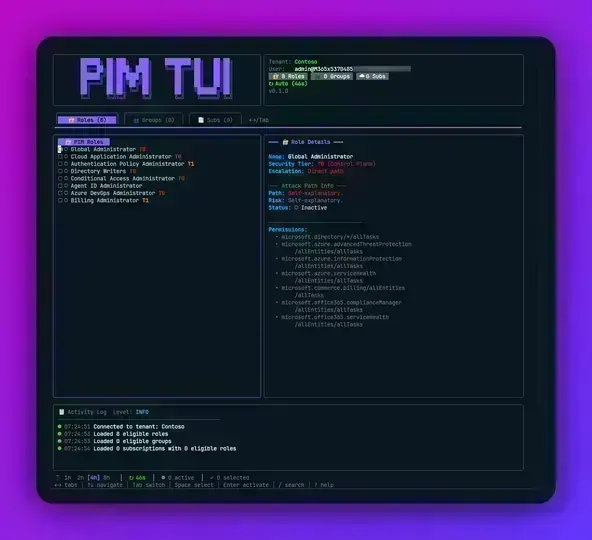 PIM TUI
Tenant: Contoso
User: admin@M365x5370485
8 Roles 0 Groups 0 Subs
↻ Auto (46s)
v0.1.0
Roles (8) Groups (0) Subs (0) ←→/Tab
PIM Roles
Global Administrator T0
Cloud Application Administrator T0
Authentication Policy Administrator T1
Directory Writers T0
Conditional Access Administrator T0
Agent ID Administrator
Azure DevOps Administrator T0
Billing Administrator T1
Role Details
Name: Global Administrator
Security Tier: T0 (Control Plane)
Escalation: Direct path
Attack Path Info
Path: Self-explanatory.
Risk: Self-explanatory.
Status: ○ Inactive
Permissions:
• microsoft.directory/*/allTasks
• microsoft.azure.advancedThreatProtection
/allEntities/allTasks
• microsoft.azure.informationProtection
/allEntities/allTasks
• microsoft.azure.serviceHealth
/allEntities/allTasks
• microsoft.commerce.billing/allEntities
/allTasks
• microsoft.office365.complianceManager
/allEntities/allTasks
• microsoft.office365.serviceHealth
/allEntities/allTasks
Activity Log Level: INFO
● 07:24:51 Connected to tenant: Contoso
● 07:24:53 Loaded 8 eligible roles
● 07:24:53 Loaded 0 eligible groups
● 07:24:54 Loaded 0 subscriptions with 0 eligible roles
1h 2h [4h] 8h | ↻ 46s | ● 0 active | ✓ 0 selected
←→ tabs | ↑↓ navigate | Tab switch | Space select | Enter activate | / search | ? help